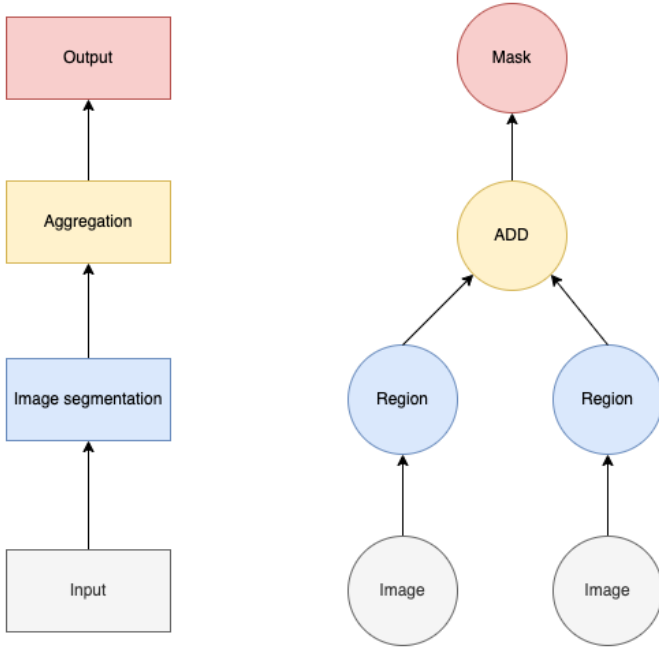 Output
Mask
Aggregation
ADD
Image segmentation
Region
Region
Input
Image
Image